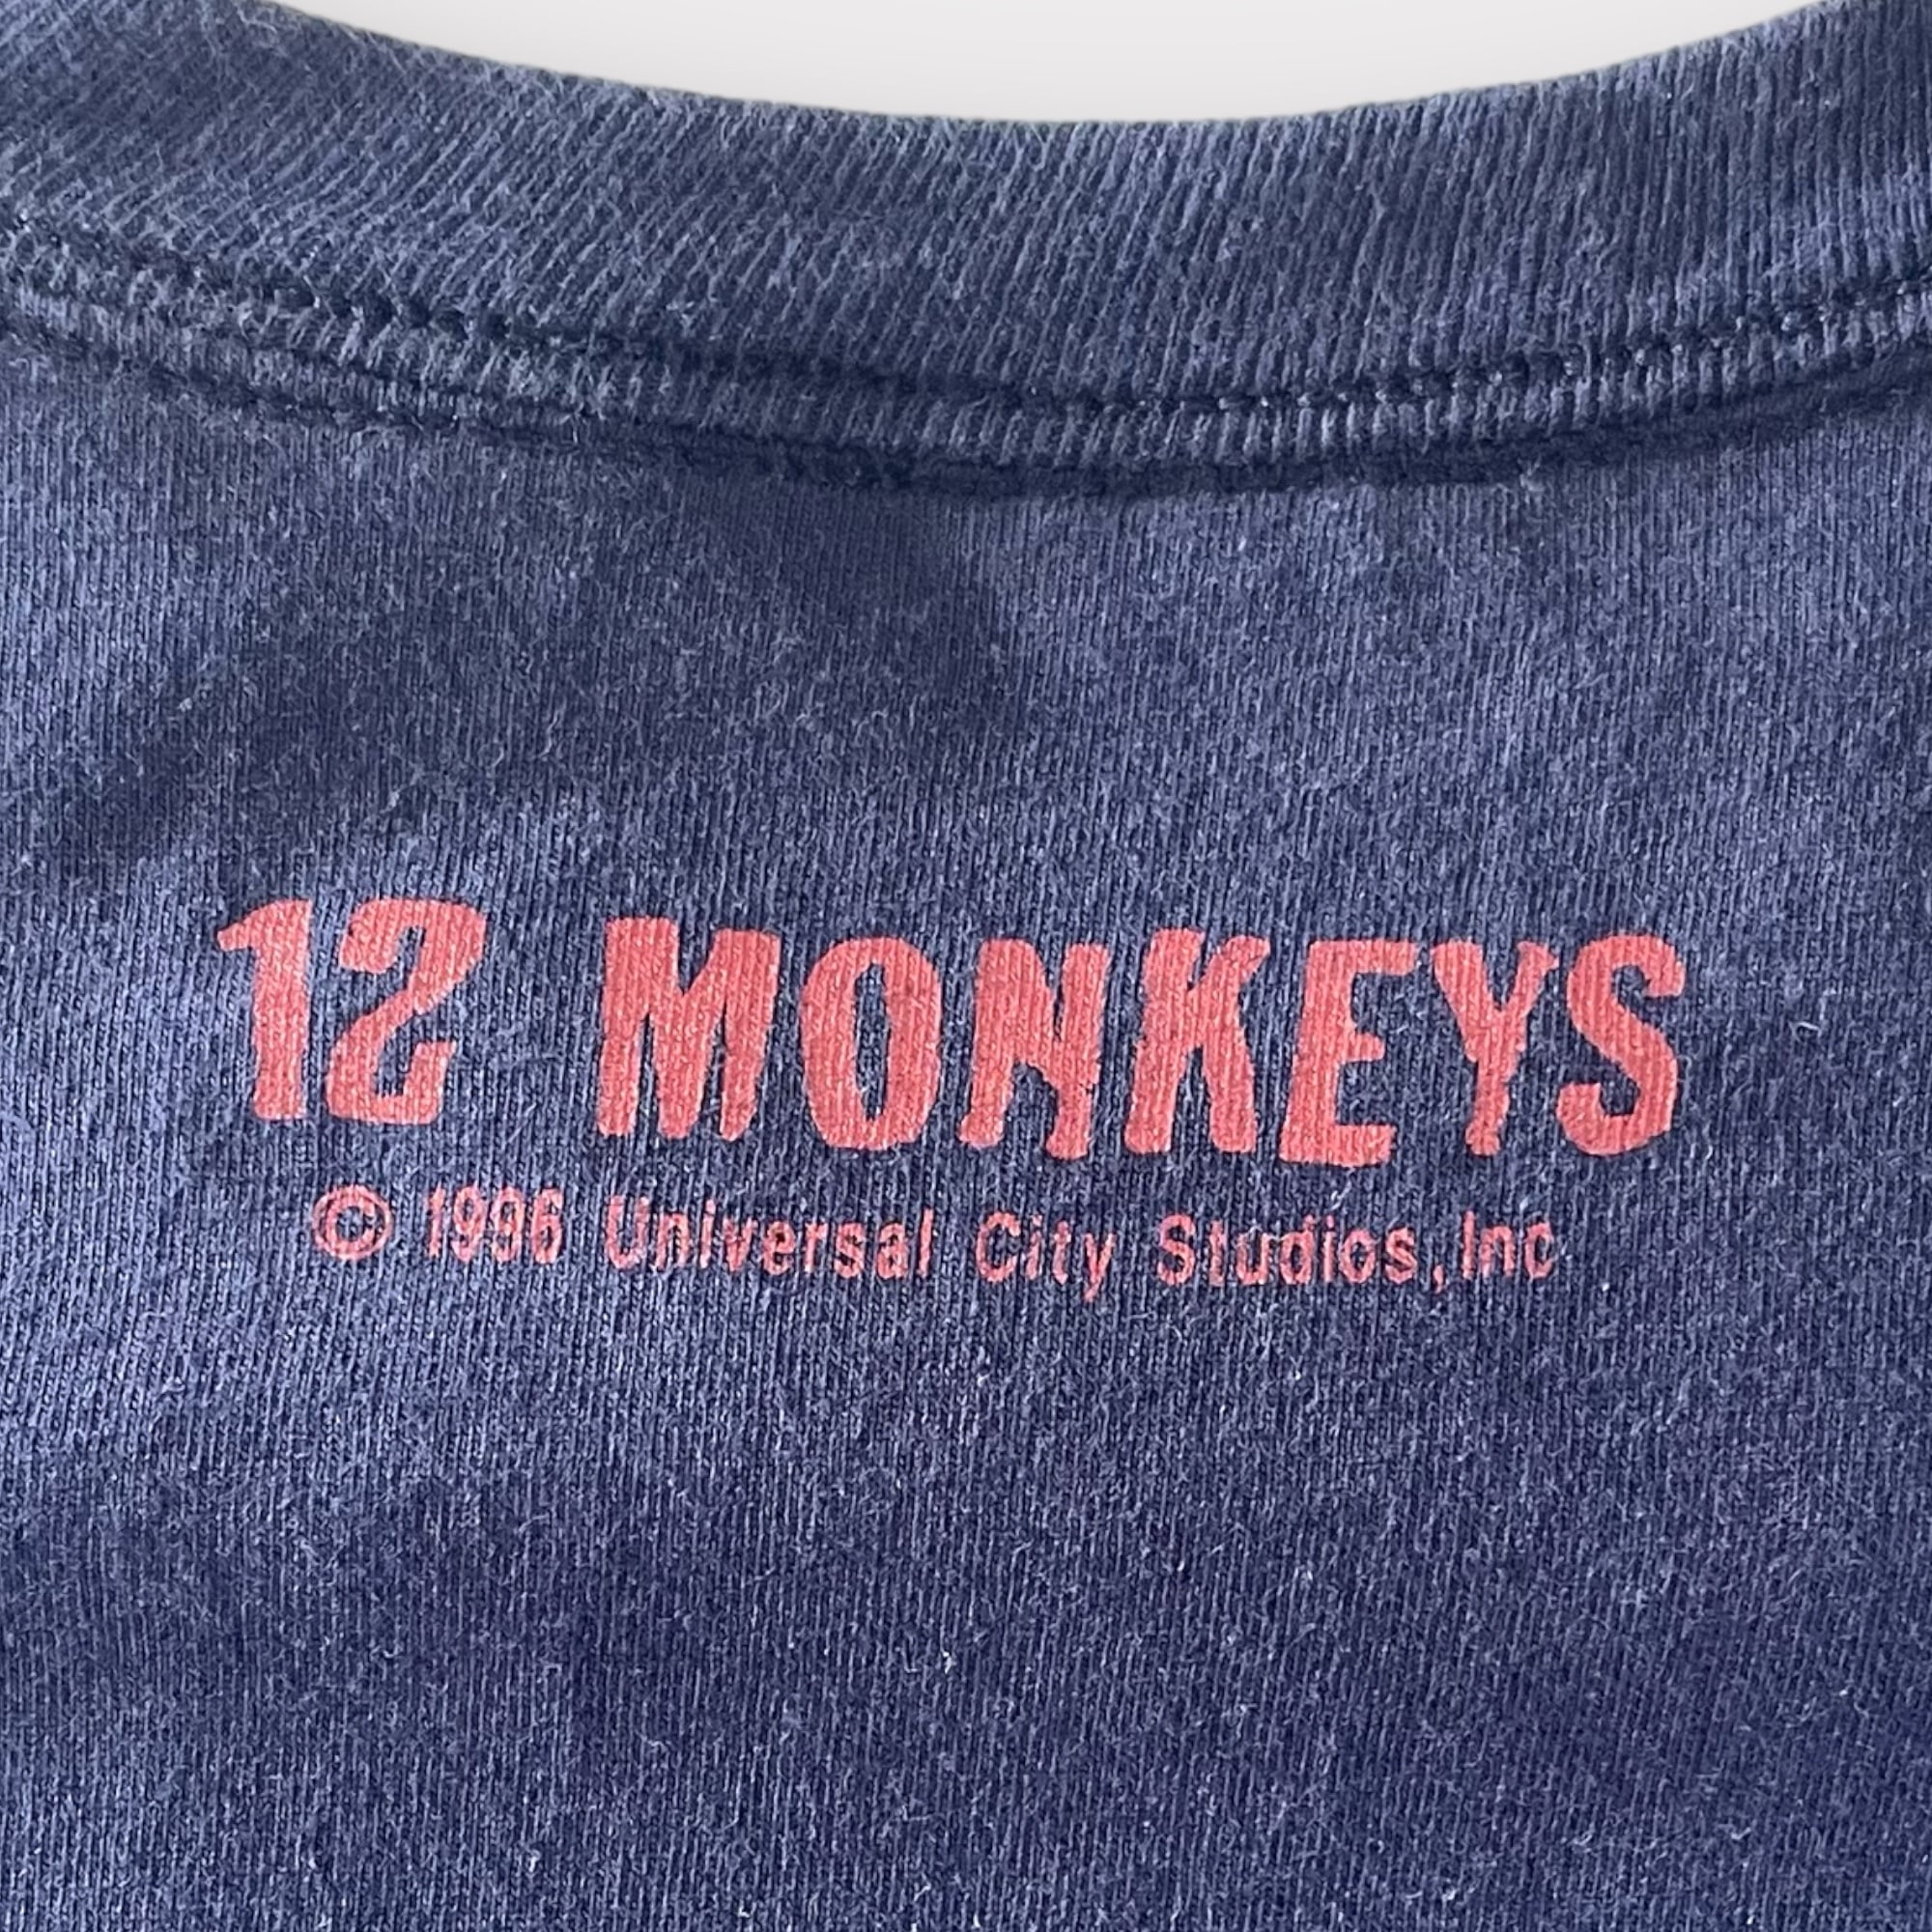 12 MONKEYS
© 1996 Universal City Studios, Inc